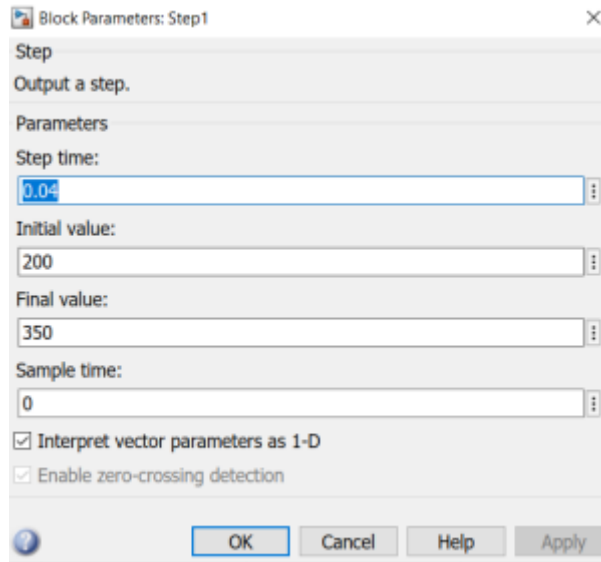 Block Parameters: Step1
Step
Output a step.
Parameters
Step time:
0.04
Initial value:
200
Final value:
350
Sample time:
0
Interpret vector parameters as 1-D
Enable zero-crossing detection
OK Cancel Help Apply